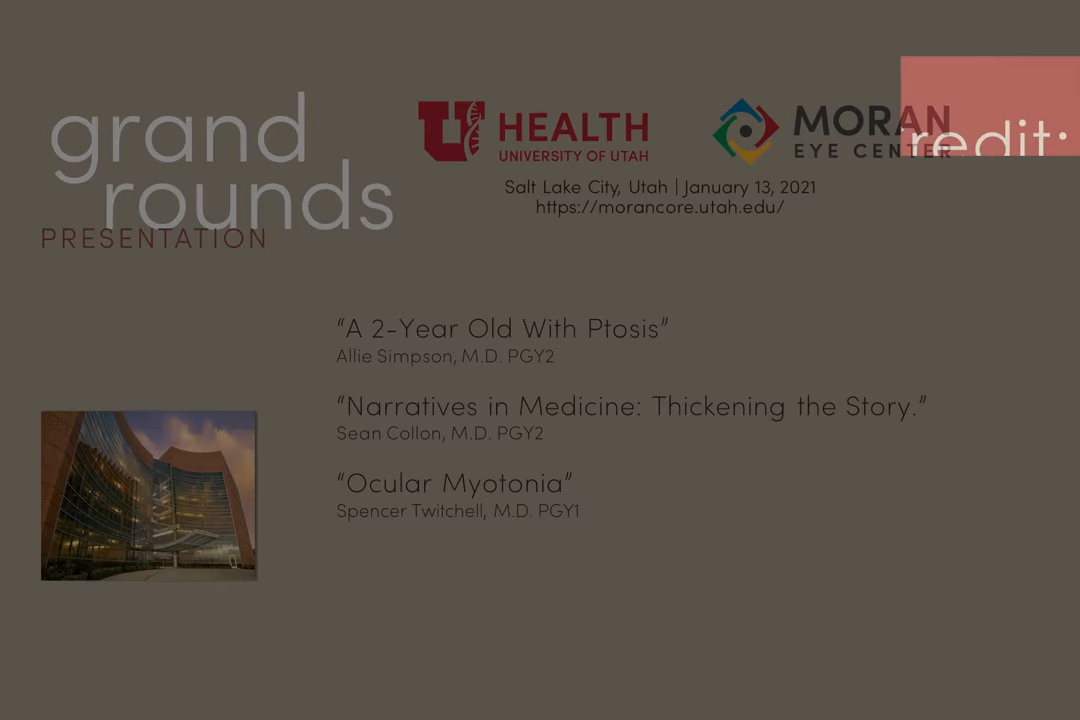 grand
rounds
PRESENTATION
U HEALTH
UNIVERSITY OF UTAH
MORAN
EYE CENTER
redit:
Salt Lake City, Utah | January 13, 2021
https://morancore.utah.edu/
“A 2-Year Old With Ptosis”
Allie Simpson, M.D. PGY2
“Narratives in Medicine: Thickening the Story.”
Sean Collon, M.D. PGY2
“Ocular Myotonia”
Spencer Twitchell, M.D. PGY1